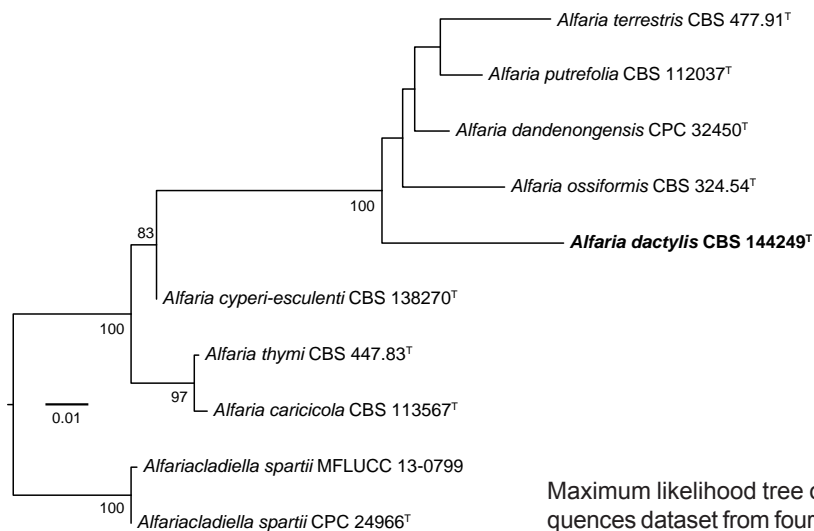 Alfaria terrestris CBS 477.91ᵀ
Alfaria putrefolia CBS 112037ᵀ
Alfaria dandenongensis CPC 32450ᵀ
Alfaria ossiformis CBS 324.54ᵀ
100
Alfaria dactylis CBS 144249ᵀ
83
Alfaria cyperi-esculenti CBS 138270ᵀ
100
Alfaria thymi CBS 447.83ᵀ
97
Alfaria caricicola CBS 113567ᵀ
0.01
Alfariacladiella spartii MFLUCC 13-0799
100
Alfariacladiella spartii CPC 24966ᵀ
Maximum likelihood tree
quences dataset from four